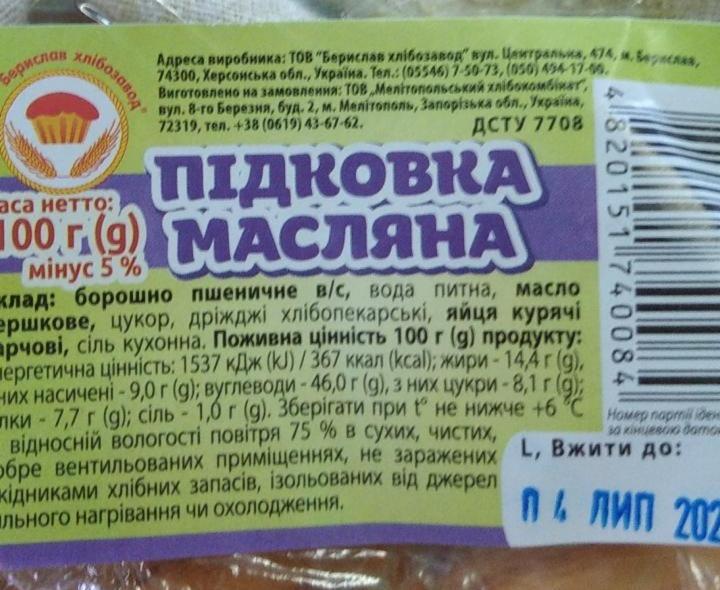 Берислав хлібозавод
Адреса виробника: ТОВ "Берислав хлібозавод" вул. Центральна, 474, м. Берислав,
74300, Херсонська обл., Україна. Тел.: (05546) 7-50-73, (050) 494-17-00.
Виготовлено на замовлення: ТОВ „Мелітопольський хлібокомбінат",
вул. 8-го Березня, буд. 2, м. Мелітополь, Запорізька обл., Україна,
72319, тел. +38 (0619) 43-67-62.
ДСТУ 7708
ПІДКОВКА
МАСЛЯНА
аса нетто:
100 г (g)
мінус 5 %
клад: борошно пшеничне в/с, вода питна, масло
ершкове, цукор, дріжджі хлібопекарські, яйця курячі
арчові, сіль кухонна. Поживна цінність 100 г (g) продукту:
нергетична цінність: 1537 кДж (kJ) / 367 ккал (kcal); жири - 14,4 г (g),
них насичені - 9,0 г (g); вуглеводи - 46,0 г (g), з них цукри - 8,1 г (g);
лки - 7,7 г (g); сіль - 1,0 г (g). Зберігати при t° не нижче +6 °С
відносній вологості повітря 75 % в сухих, чистих,
обре вентильованих приміщеннях, не заражених
кідниками хлібних запасів, ізольованих від джерел
льного нагрівання чи охолодження.
4 820151 740084
Номер партії іден
за кінцевою датою
L, Вжити до:
П 4 ЛИП 202